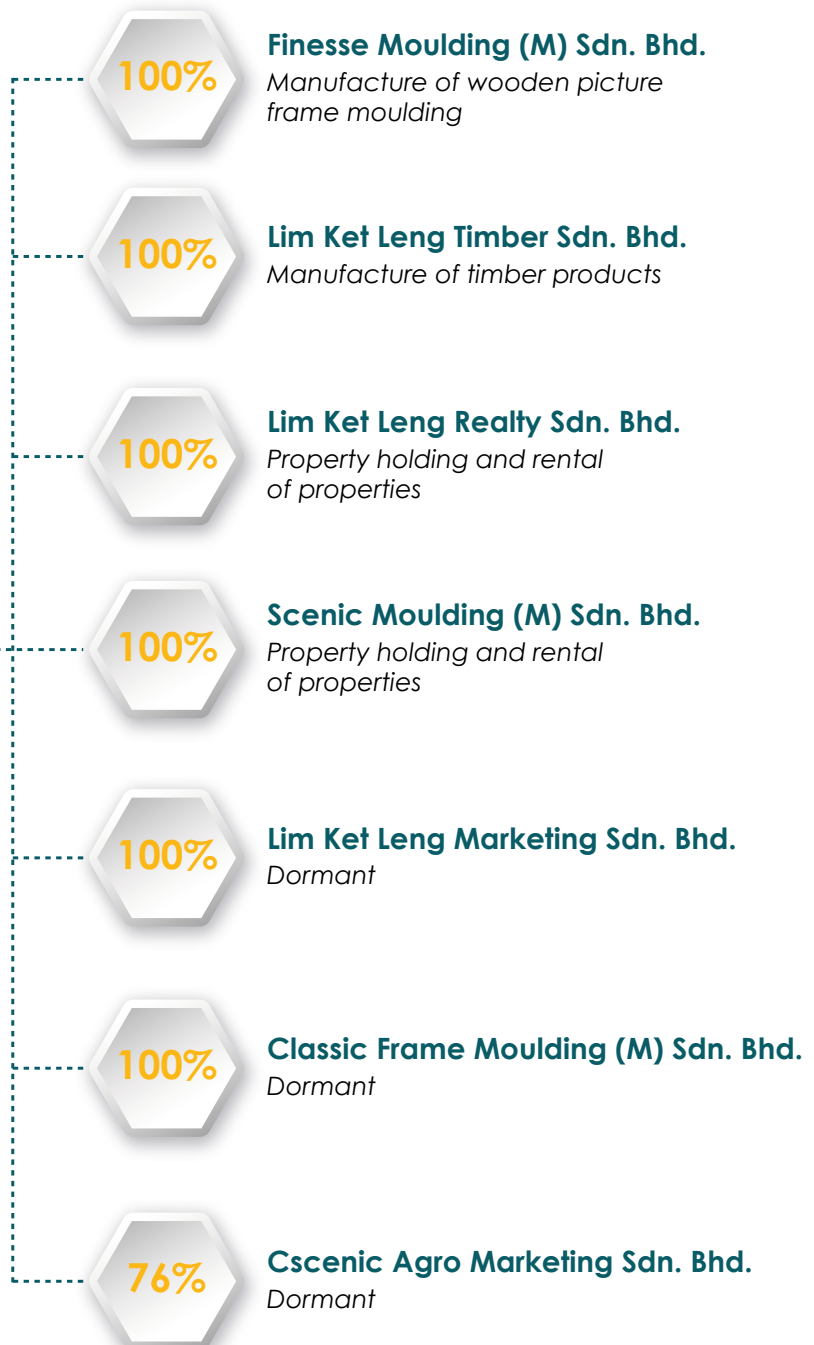 100%
Finesse Moulding (M) Sdn. Bhd.
Manufacture of wooden picture
frame moulding
100%
Lim Ket Leng Timber Sdn. Bhd.
Manufacture of timber products
100%
Lim Ket Leng Realty Sdn. Bhd.
Property holding and rental
of properties
100%
Scenic Moulding (M) Sdn. Bhd.
Property holding and rental
of properties
100%
Lim Ket Leng Marketing Sdn. Bhd.
Dormant
100%
Classic Frame Moulding (M) Sdn. Bhd.
Dormant
76%
Cscenic Agro Marketing Sdn. Bhd.
Dormant